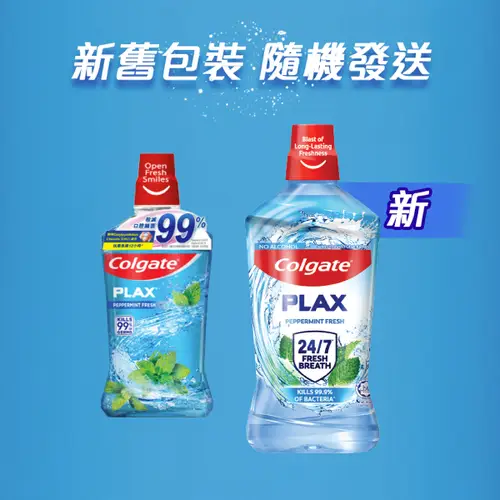 新舊包裝 隨機發送
Open
Fresh
Smiles
99%
Colgate
PLAX
PEPPERMINT FRESH
KILLS
99%
Blast of
Long-Lasting
Freshness
新
NO ALCOHOL
Colgate
PLAX
PEPPERMINT FRESH
24/7
FRESH
BREATH
KILLS 99.9%
OF BACTERIA